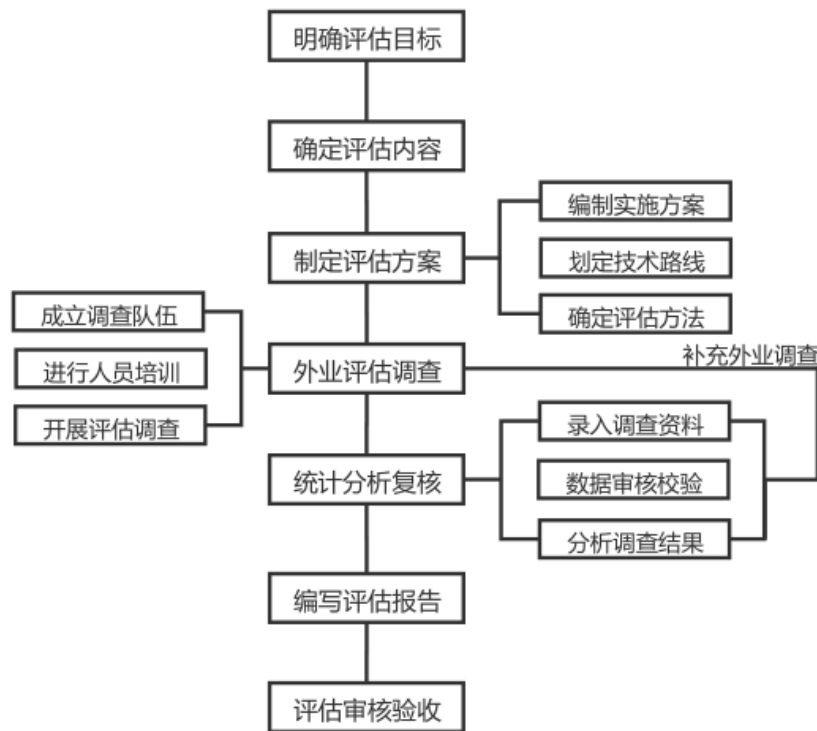 明确评估目标
确定评估内容
编制实施方案
制定评估方案
划定技术路线
确定评估方法
成立调查队伍
补充外业调查
进行人员培训
外业评估调查
开展评估调查
录入调查资料
统计分析复核
数据审核校验
分析调查结果
编写评估报告
评估审核验收